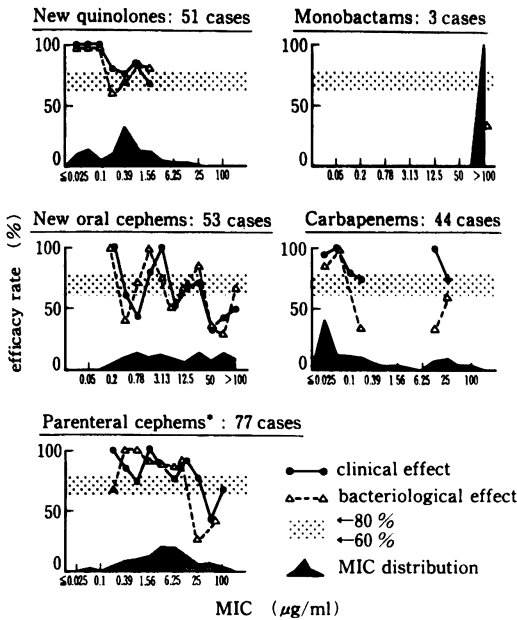 New quinolones: 51 cases
100
50
0
≤0.025 0.1 0.39 1.56 6.25 25 100
Monobactams: 3 cases
100
50
0
0.05 0.2 0.78 3.13 12.5 50 >100
New oral cephems: 53 cases
100
50
0
0.05 0.2 0.78 3.13 12.5 50 >100
Carbapenems: 44 cases
100
50
0
≤0.025 0.1 0.39 1.56 6.25 25 100
efficacy rate (%)
Parenteral cephems* : 77 cases
100
50
0
≤0.025 0.1 0.39 1.56 6.25 25 100
clinical effect
bacteriological effect
←80 %
←60 %
MIC distribution
MIC (μg/ml)